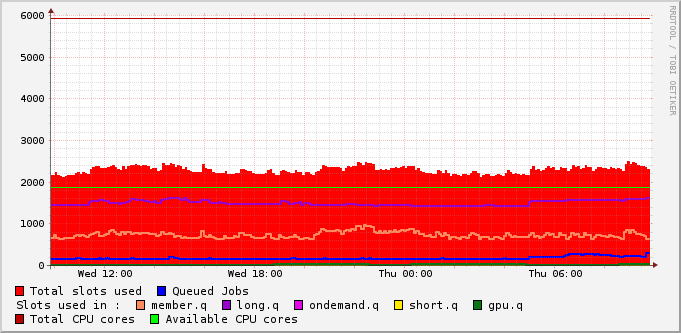 RRDTOOL / TOBI OETIKER
6000
5000
4000
3000
2000
1000
0
Wed 12:00 Wed 18:00 Thu 00:00 Thu 06:00
Total slots used Queued Jobs
Slots used in : member.q long.q ondemand.q short.q gpu.q
Total CPU cores Available CPU cores